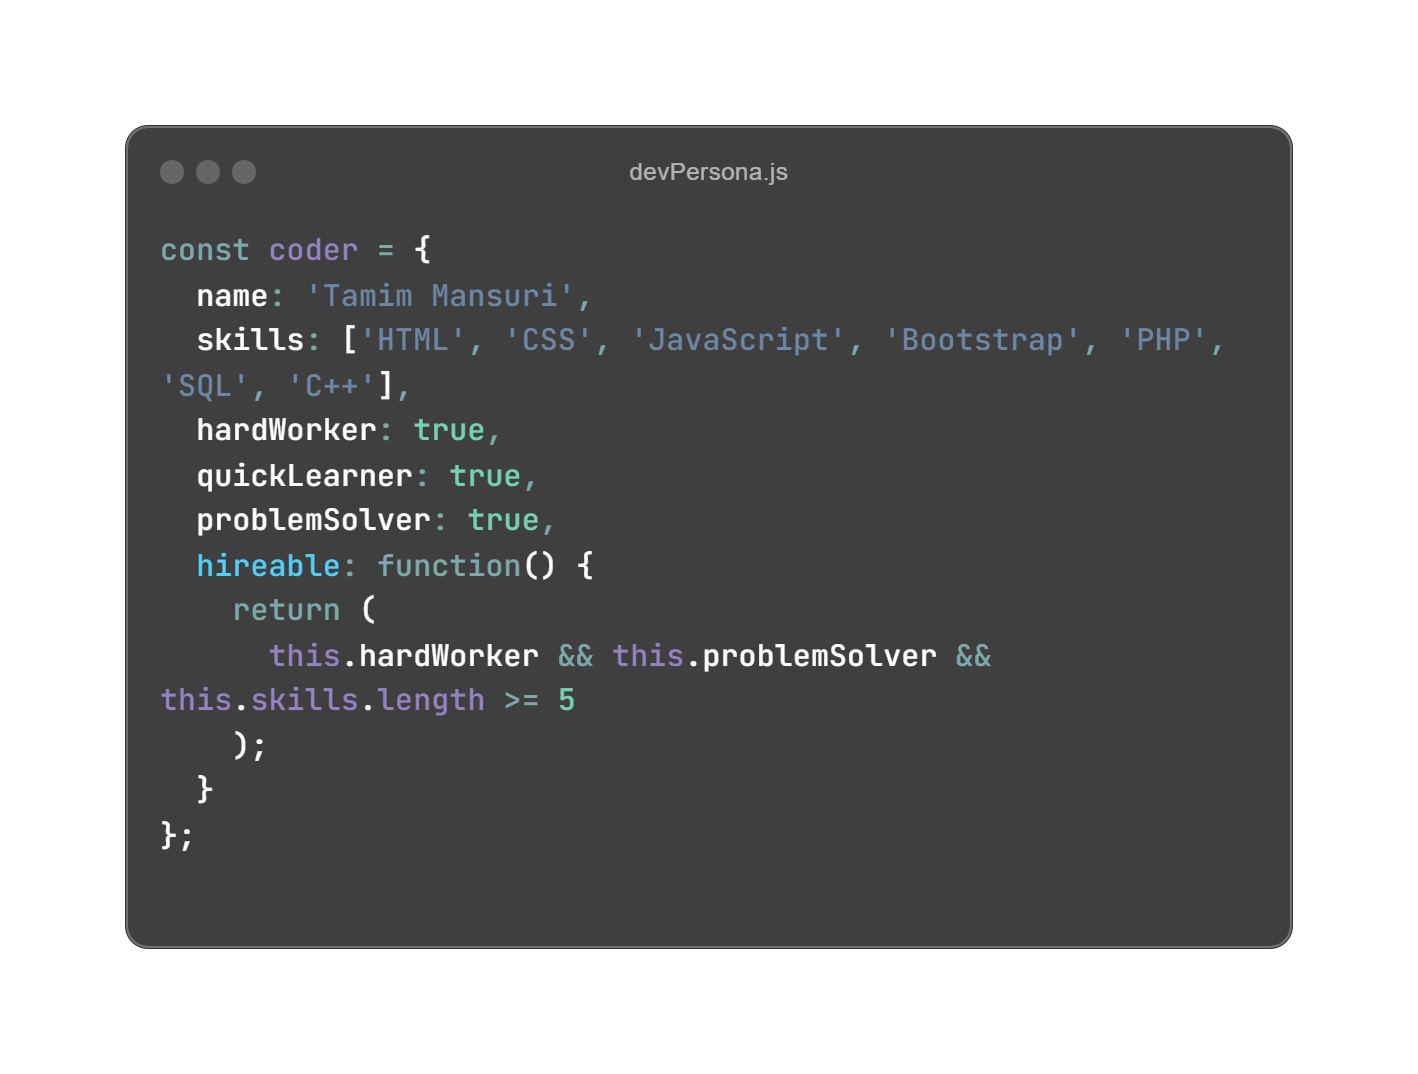 devPersona.js
const coder = {
  name: 'Tamim Mansuri',
  skills: ['HTML', 'CSS', 'JavaScript', 'Bootstrap', 'PHP',
'SQL', 'C++'],
  hardWorker: true,
  quickLearner: true,
  problemSolver: true,
  hireable: function() {
    return (
      this.hardWorker && this.problemSolver &&
this.skills.length >= 5
    );
  }
};